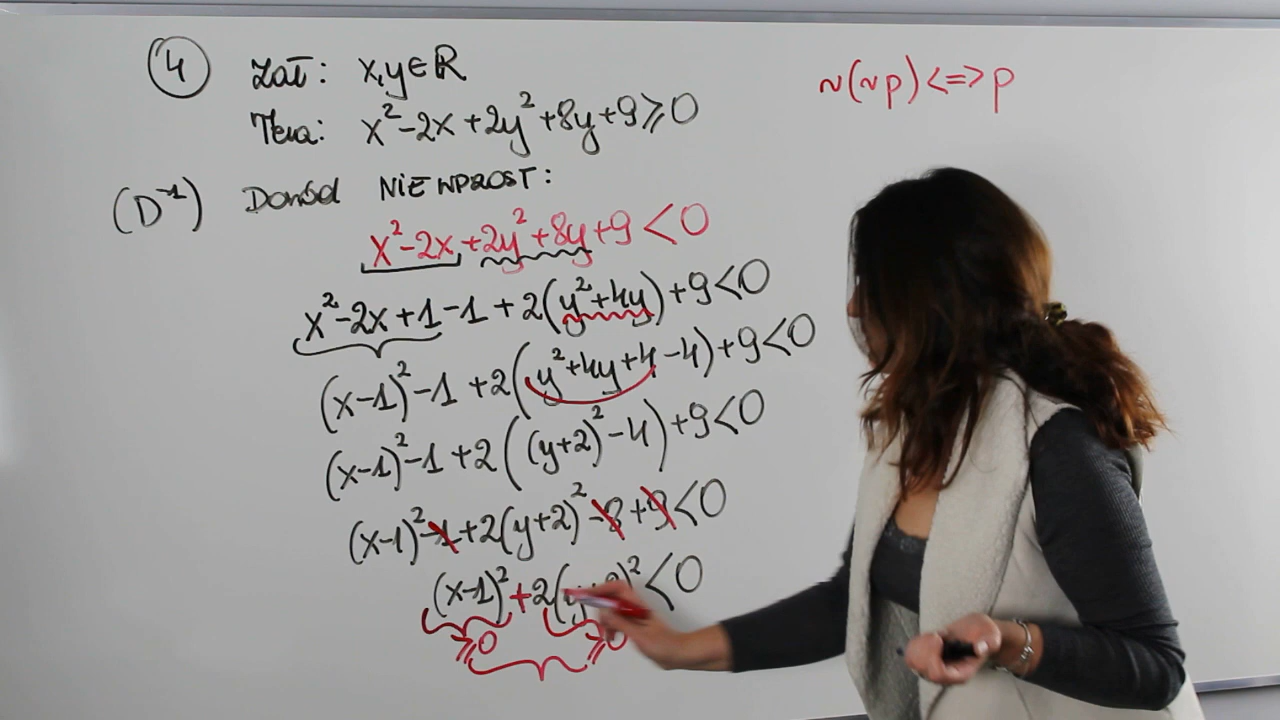 4 Zał: x,y∈ℝ
~(~p)<=>p
Teza: x²-2x+2y²+8y+9⩾0
(D⁻¹) Dowód NIEWPROST:
x²-2x+2y²+8y+9<0
x²-2x+1-1+2(y²+4y)+9<0
(x-1)²-1+2(y²+4y+4-4)+9<0
(x-1)²-1+2((y+2)²-4)+9<0
(x-1)²-1+2(y+2)²-8+9<0
(x-1)²+2(y+2)²<0
⩾0 ⩾0